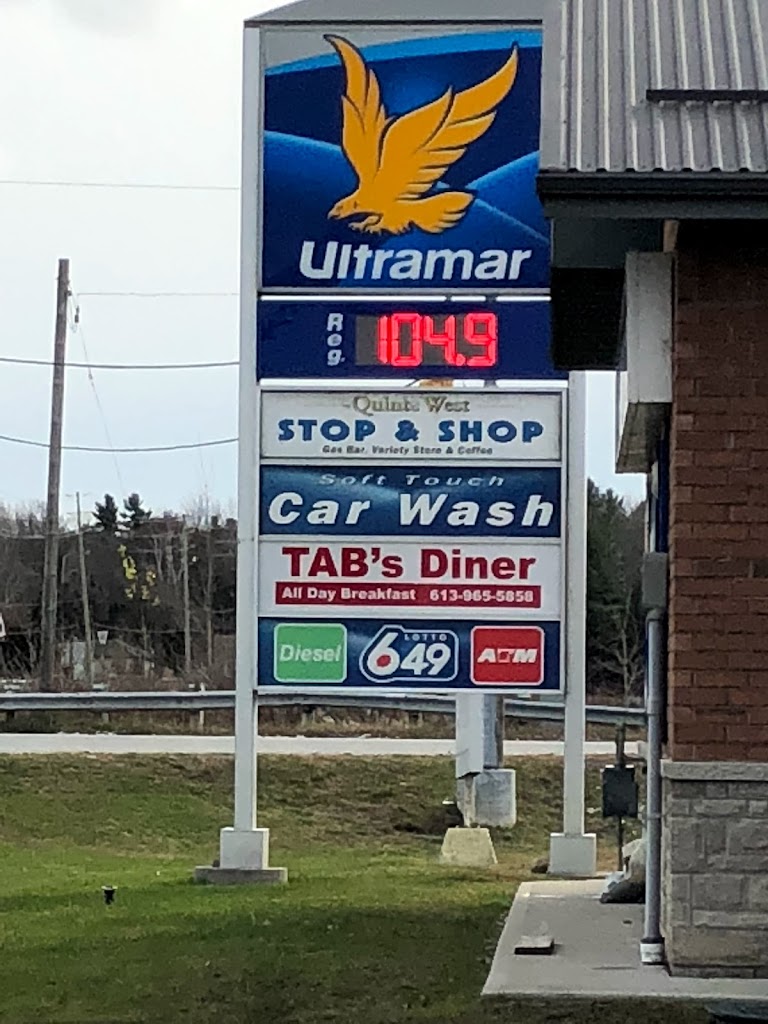 Ultramar
Reg. 104.9
Quinte West
STOP & SHOP
Gas Bar, Variety Store & Coffee
Soft Touch
Car Wash
TAB's Diner
All Day Breakfast 613-965-5858
Diesel LOTTO 649 ATM